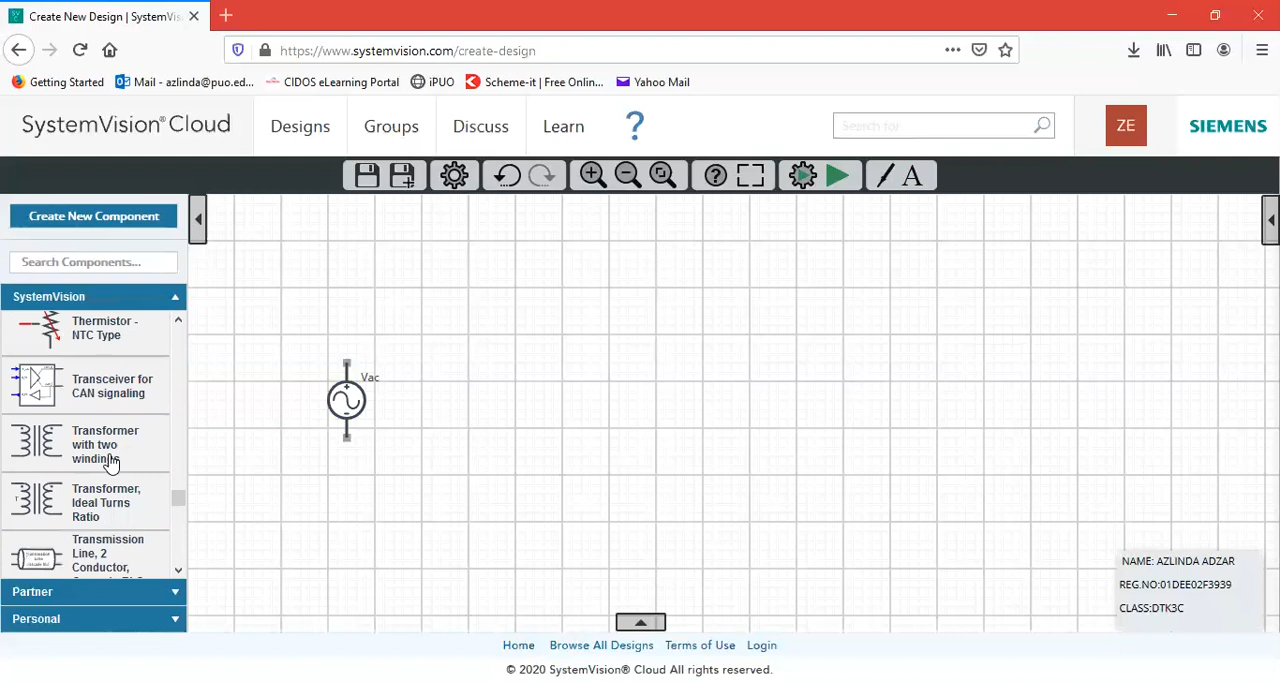 Create New Design | SystemVis
https://www.systemvision.com/create-design
Getting Started
Mail - azlinda@puo.ed...
CIDOS eLearning Portal
iPUO
Scheme-it | Free Onlin...
Yahoo Mail
SystemVision® Cloud
Designs
Groups
Discuss
Learn
?
Search for
ZE
SIEMENS
A
Create New Component
Search Components...
SystemVision
Thermistor -
NTC Type
Transceiver for
CAN signaling
Transformer
with two
windings
Transformer,
Ideal Turns
Ratio
Transmission
Line, 2
Conductor,
Partner
Personal
Vac
NAME: AZLINDA ADZAR
REG.NO:01DEE02F3939
CLASS:DTK3C
Home
Browse All Designs
Terms of Use
Login
© 2020 SystemVision® Cloud All rights reserved.